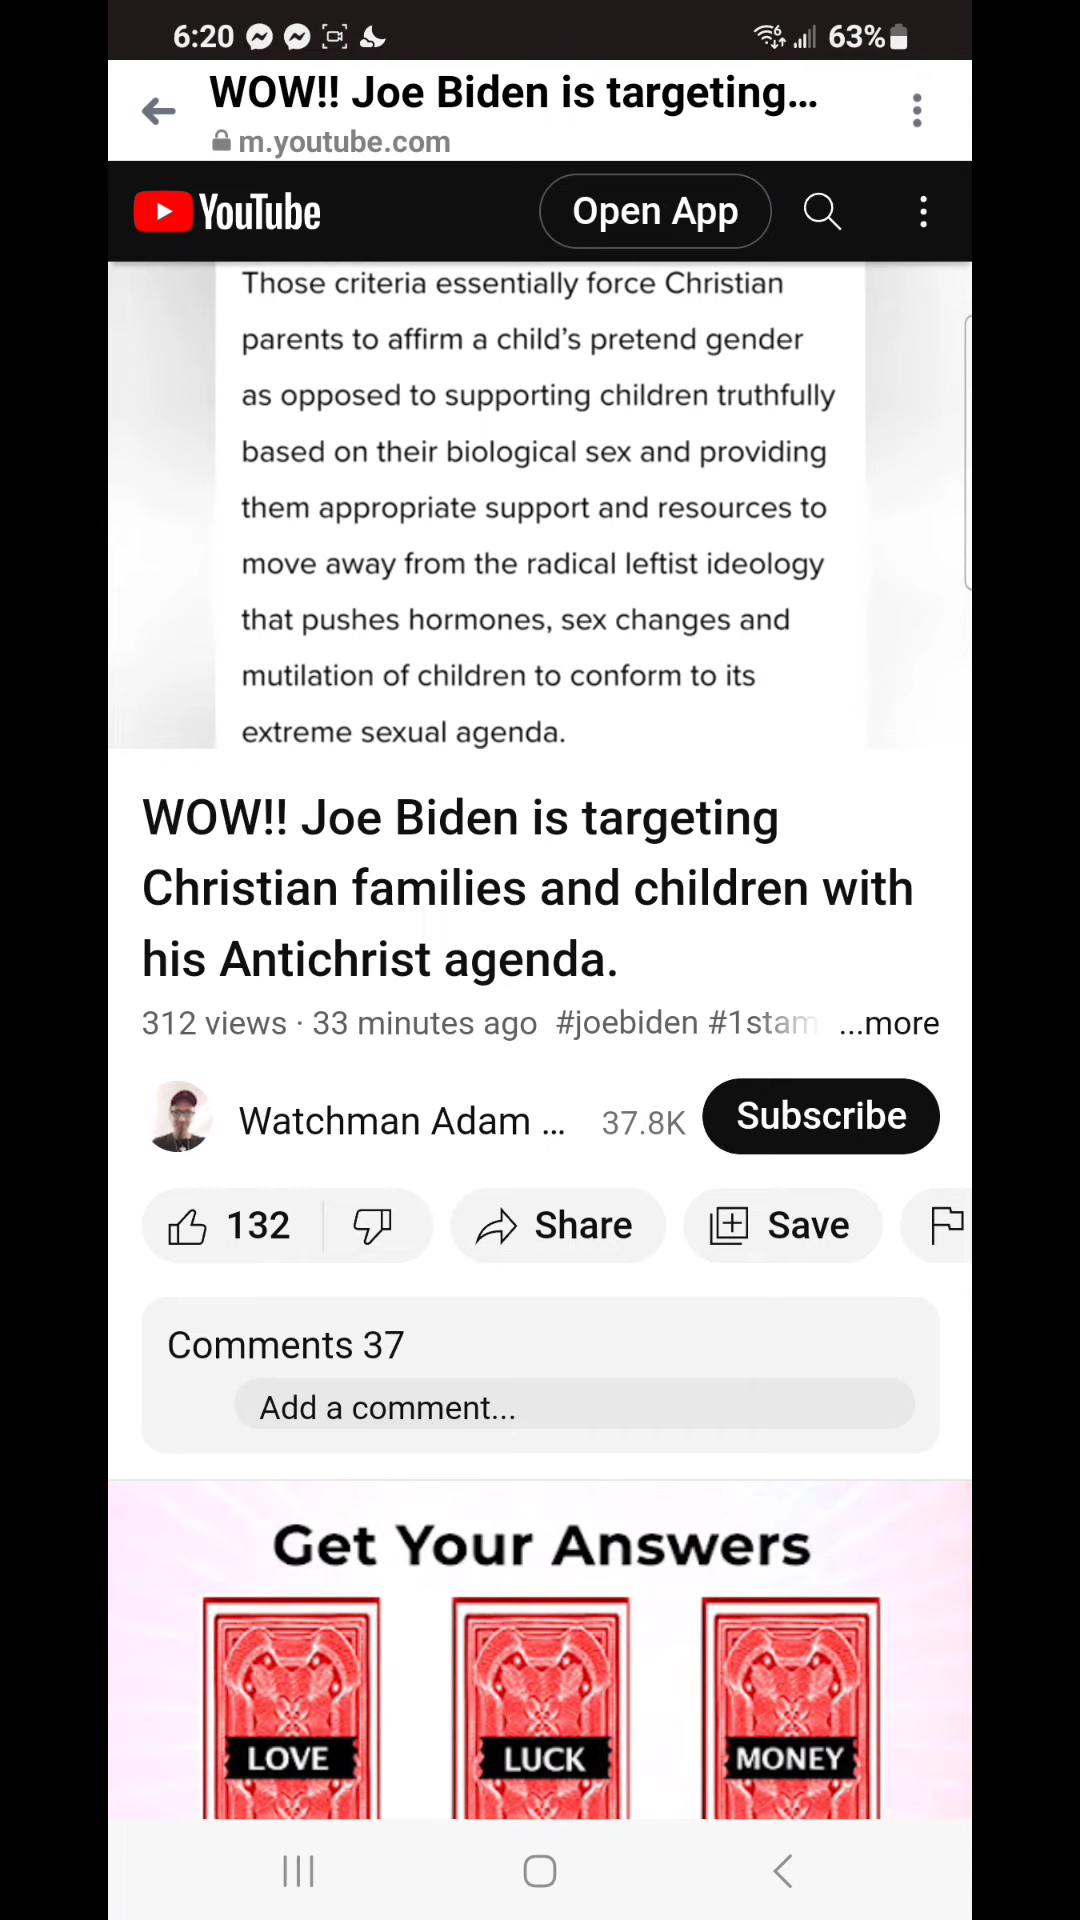 6:20 63%
WOW!! Joe Biden is targeting...
m.youtube.com
YouTube Open App
Those criteria essentially force Christian
parents to affirm a child’s pretend gender
as opposed to supporting children truthfully
based on their biological sex and providing
them appropriate support and resources to
move away from the radical leftist ideology
that pushes hormones, sex changes and
mutilation of children to conform to its
extreme sexual agenda.
WOW!! Joe Biden is targeting
Christian families and children with
his Antichrist agenda.
312 views · 33 minutes ago #joebiden #1stam ...more
Watchman Adam ... 37.8K Subscribe
132 Share Save
Comments 37
Add a comment...
Get Your Answers
LOVE LUCK MONEY